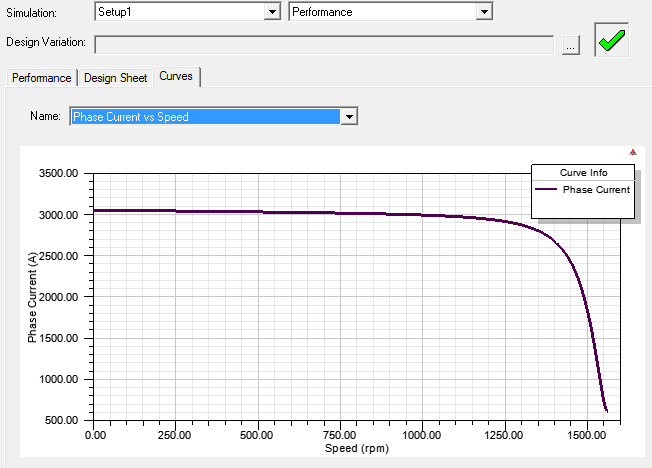 Simulation: Setup1 Performance
Design Variation: ...
Performance Design Sheet Curves
Name: Phase Current vs Speed
Curve Info
Phase Current
3500.00
3000.00
2500.00
2000.00
1500.00
1000.00
500.00
Phase Current (A)
0.00 250.00 500.00 750.00 1000.00 1250.00 1500.00
Speed (rpm)